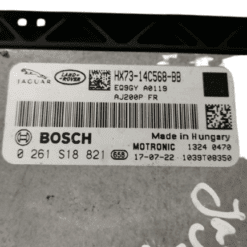 JAGUAR
LAND ROVER
HX73-14C568-BB
EQ9GY A0119
AJ200P FR
BOSCH
Made in Hungary
MOTRONIC 1324 0470
0 261 S18 821
17-07-22 1039T08350